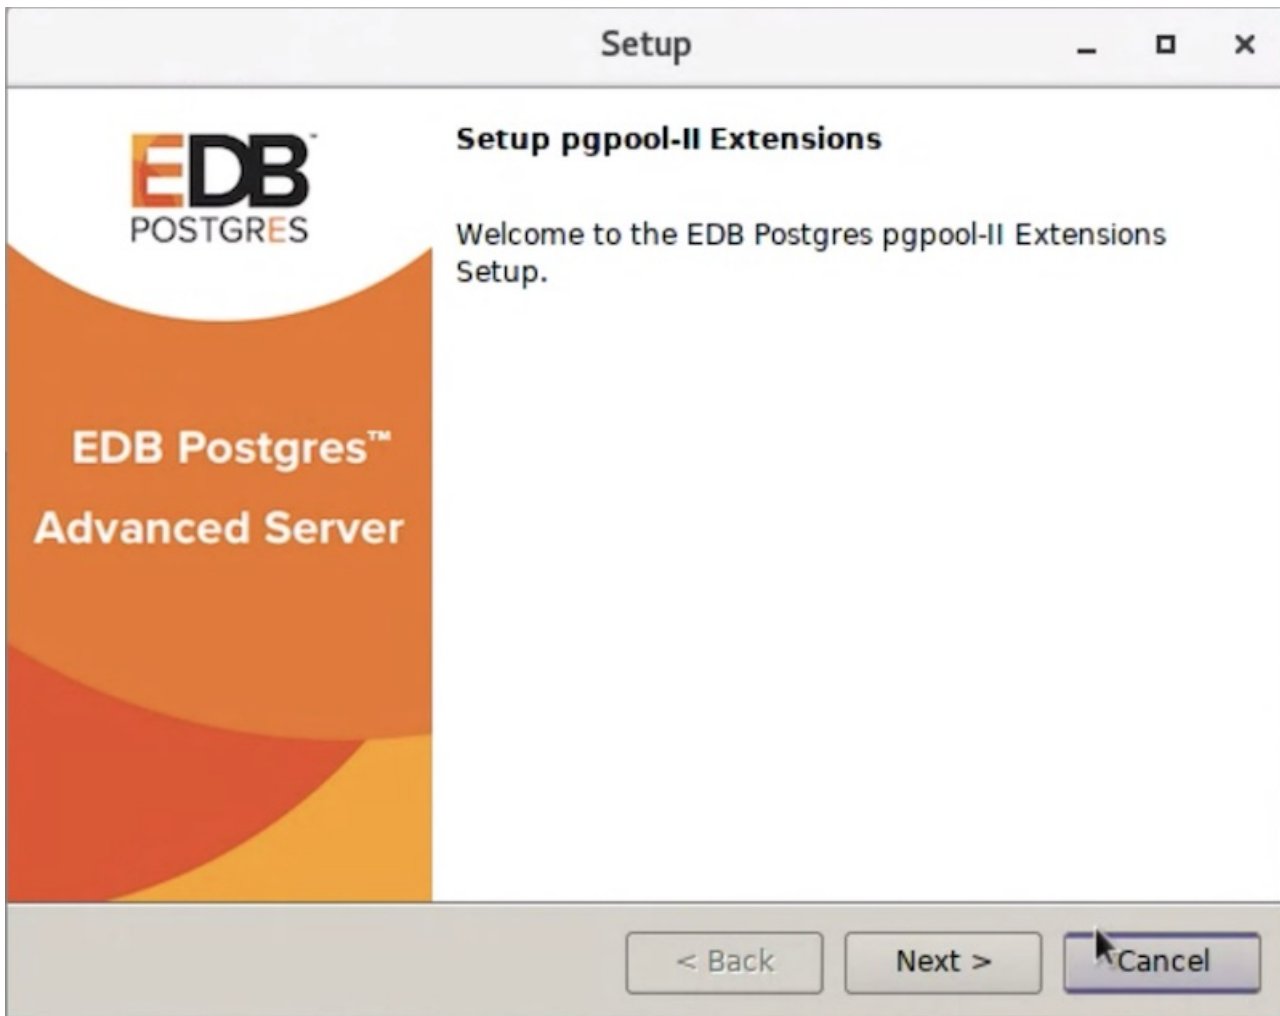 Setup
EDB™
POSTGRES
EDB Postgres™
Advanced Server
Setup pgpool-II Extensions
Welcome to the EDB Postgres pgpool-II Extensions
Setup.
< Back
Next >
Cancel